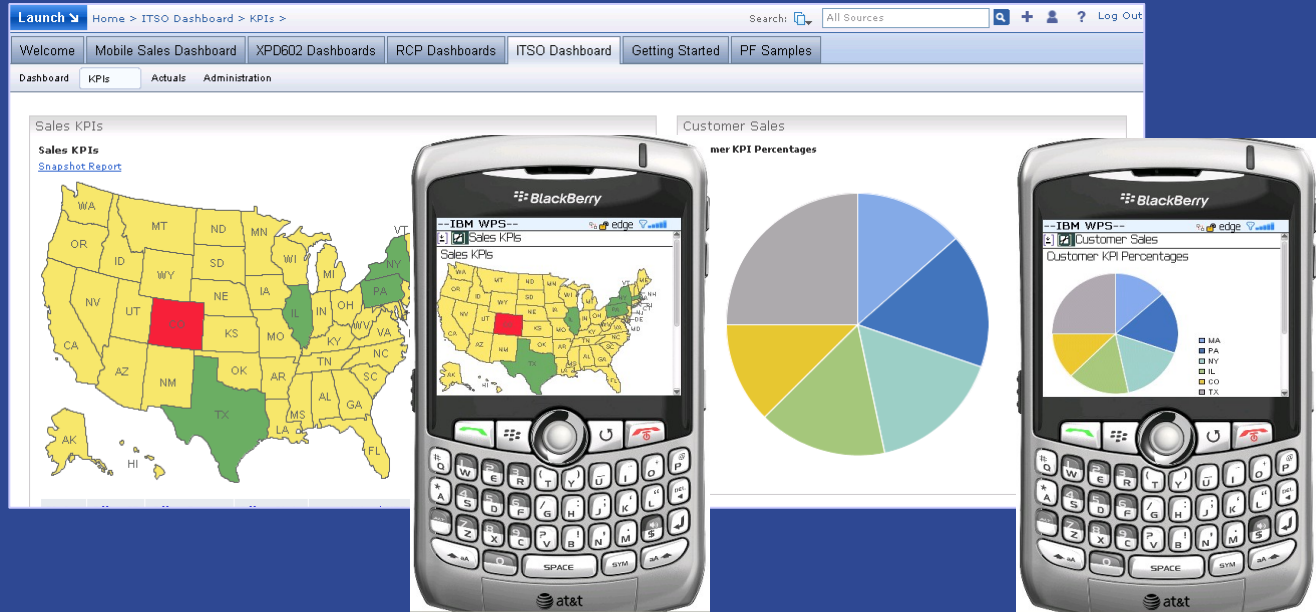 Launch
Home > ITSO Dashboard > KPIs >
Search:
All Sources
?
Log Out
Welcome
Mobile Sales Dashboard
XPD602 Dashboards
RCP Dashboards
ITSO Dashboard
Getting Started
PF Samples
Dashboard
KPIs
Actuals
Administration
Sales KPIs
Sales KPIs
Snapshot Report
WA
MT
ND
MN
OR
ID
WY
SD
WI
MI
NV
UT
CO
NE
IA
IL
IN
OH
PA
NY
VT
CA
AZ
NM
KS
MO
KY
WV
VA
OK
AR
TN
NC
SC
TX
LA
MS
AL
GA
FL
AK
HI
Customer Sales
mer KPI Percentages
BlackBerry
--IBM WPS--
edge
Sales KPIs
Sales KPIs
SPACE
SYM
at&t
BlackBerry
--IBM WPS--
edge
Customer Sales
Customer KPI Percentages
MA
PA
NY
IL
CO
TX
SPACE
SYM
at&t